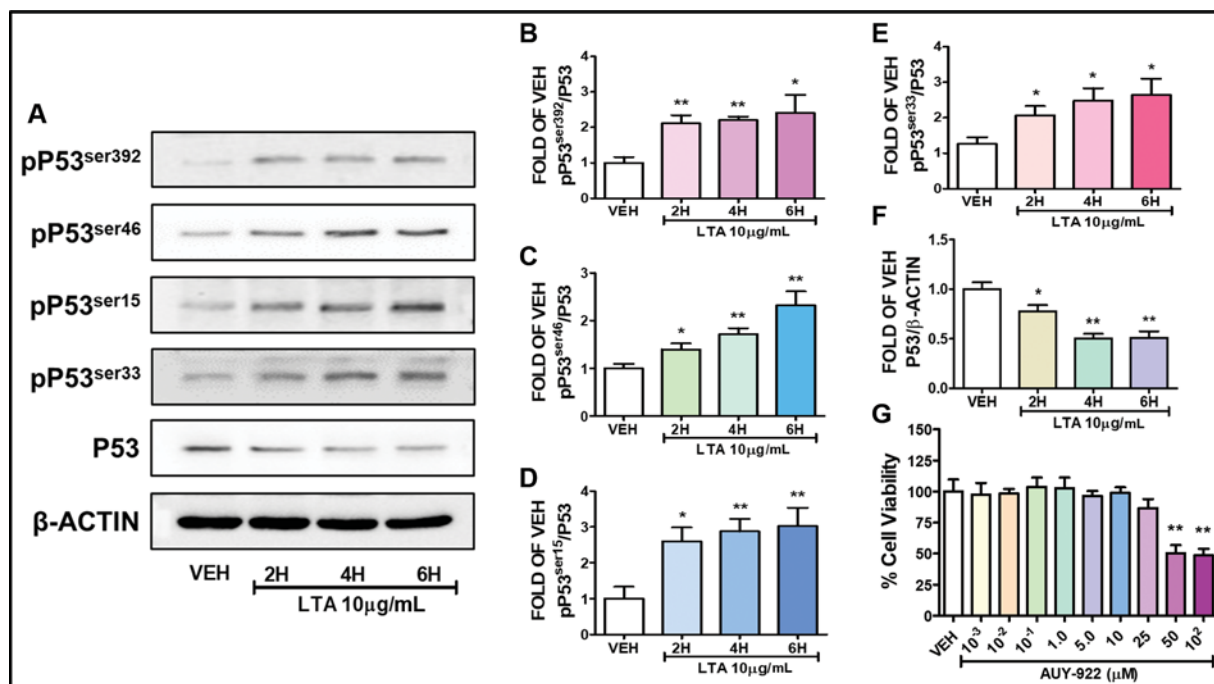 A
pP53ser392
pP53ser46
pP53ser15
pP53ser33
P53
β-ACTIN
VEH 2H 4H 6H
LTA 10μg/mL
B
FOLD OF VEH
pP53ser392/P53
4
3
2
1
0
** ** *
VEH 2H 4H 6H
LTA 10μg/mL
C
FOLD OF VEH
pP53ser46/P53
3
2
1
0
* ** **
VEH 2H 4H 6H
LTA 10μg/mL
D
FOLD OF VEH
pP53ser15/P53
4
3
2
1
0
* ** **
VEH 2H 4H 6H
LTA 10μg/mL
E
FOLD OF VEH
pP53ser33/P53
4
3
2
1
0
* * *
VEH 2H 4H 6H
LTA 10μg/mL
F
FOLD OF VEH
P53/β-ACTIN
1.5
1.0
0.5
0.0
* ** **
VEH 2H 4H 6H
LTA 10μg/mL
G
% Cell Viability
150
125
100
75
50
25
0
** **
VEH 10-3 10-2 10-1 1.0 5.0 10 25 50 102
AUY-922 (μM)